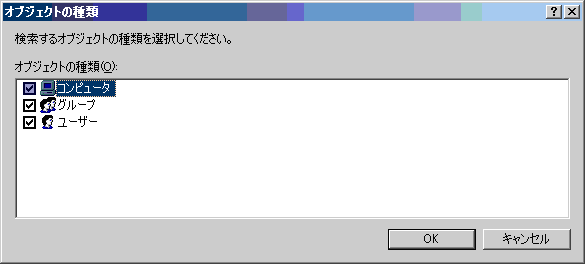 オブジェクトの種類
検索するオブジェクトの種類を選択してください。
オブジェクトの種類(O):
コンピュータ
グループ
ユーザー
OK
キャンセル